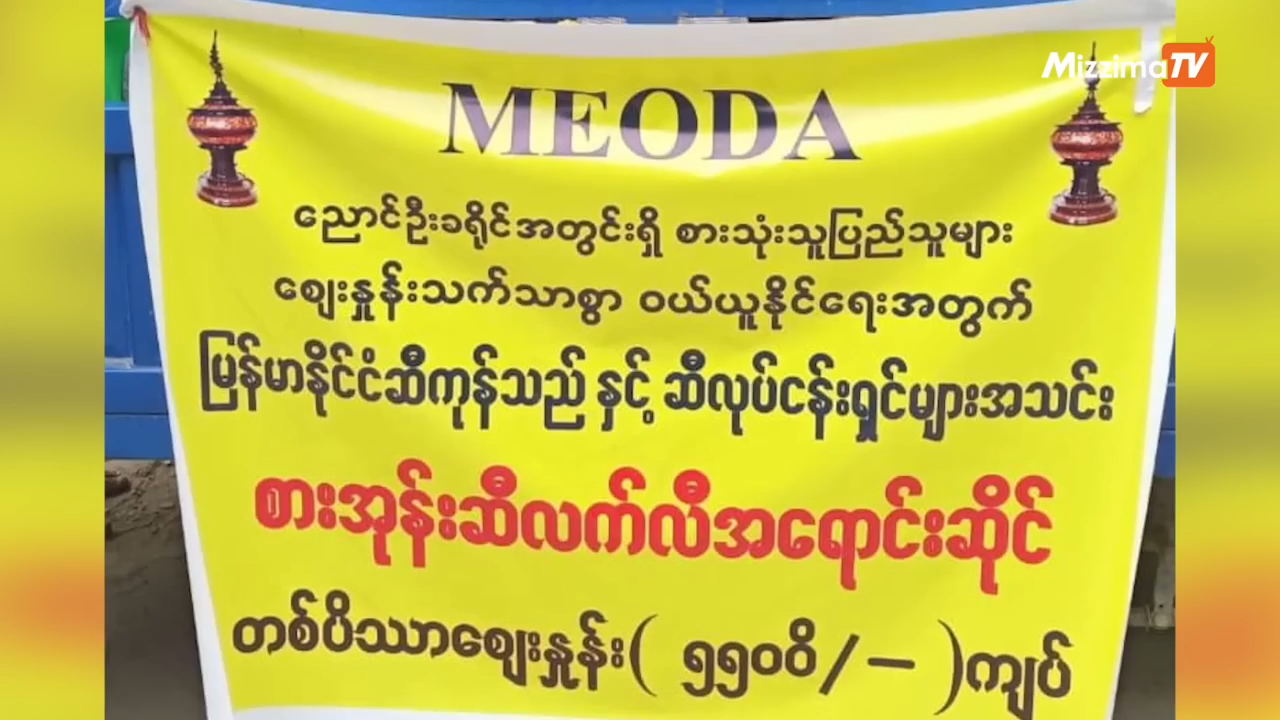 MizzimaTV
MEODA
ညောင်ဦးခရိုင်အတွင်းရှိ စားသုံးသူပြည်သူများ
ဈေးနှုန်းသက်သာစွာ ဝယ်ယူနိုင်ရေးအတွက်
မြန်မာနိုင်ငံဆီကုန်သည် နှင့် ဆီလုပ်ငန်းရှင်များအသင်း
စားအုန်းဆီလက်လီအရောင်းဆိုင်
တစ်ပိဿာဈေးနှုန်း( ၅၅၀၀ိ/– )ကျပ်